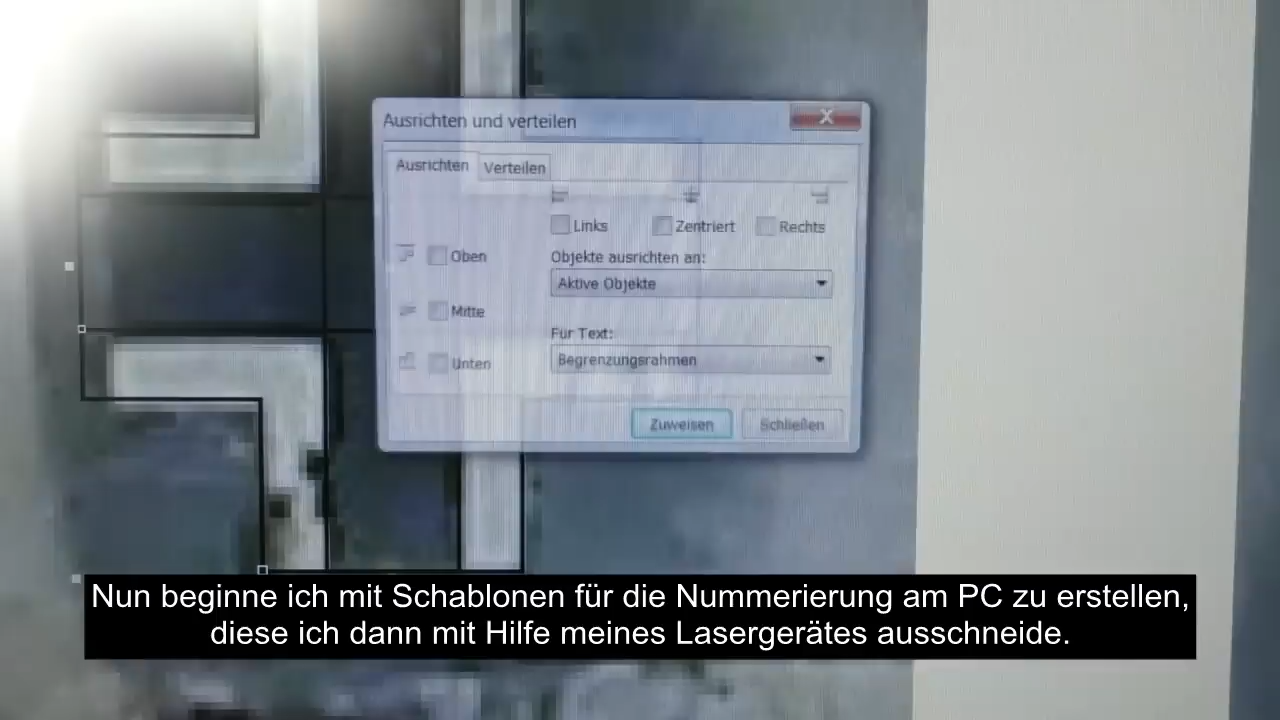 Ausrichten und verteilen
Ausrichten Verteilen
Links Zentriert Rechts
Oben
Objekte ausrichten an:
Aktive Objekte
Mitte
Für Text:
Begrenzungsrahmen
Unten
Zuweisen Schließen
Nun beginne ich mit Schablonen für die Nummerierung am PC zu erstellen,
diese ich dann mit Hilfe meines Lasergerätes ausschneide.